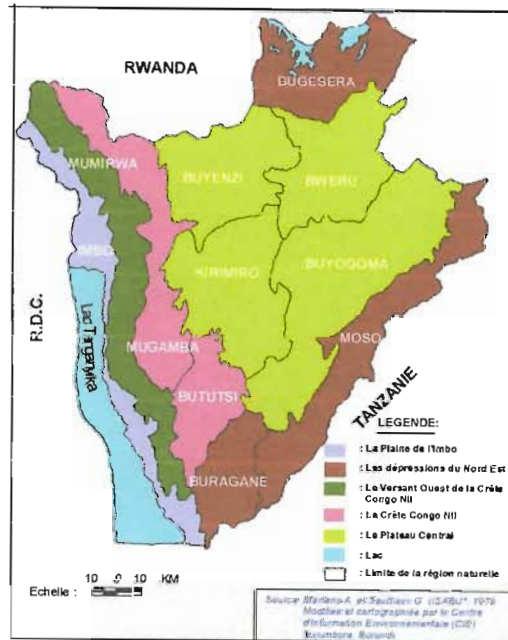 RWANDA
BUGESERA
MUMIRWA
BUYENZI
BWERU
IMBO
KIRIMIRO
BUYOGOMA
R.D.C.
Lac Tanganyika
MUGAMBA
MOSO
BUTUTSI
TANZANIE
BURAGANE
LEGENDE:
: La Plaine de l'Imbo
: Les dépressions du Nord Est
: Le Versant Ouest de la Crête
Congo Nil
: La Crête Congo Nil
: Le Plateau Central
: Lac
: Limite de la région naturelle
Echelle : 10 0 10 KM
Source: et (ISABU)
Modifiée et cartographiée par le Centre
d'Information Environnementale (CIE)
Bujumbura, Burundi